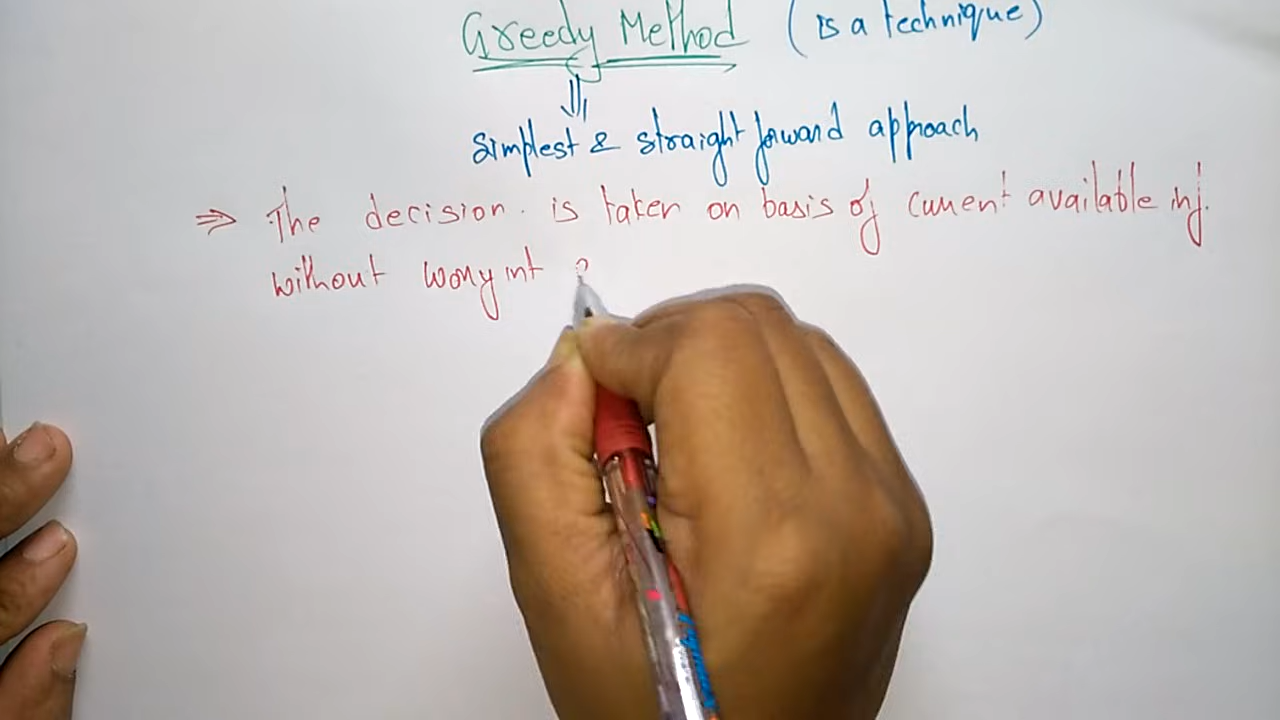 Greedy Method (is a technique)
simplest & straight forward approach
⇒ The decision. is taken on basis of current available inf.
without worryint